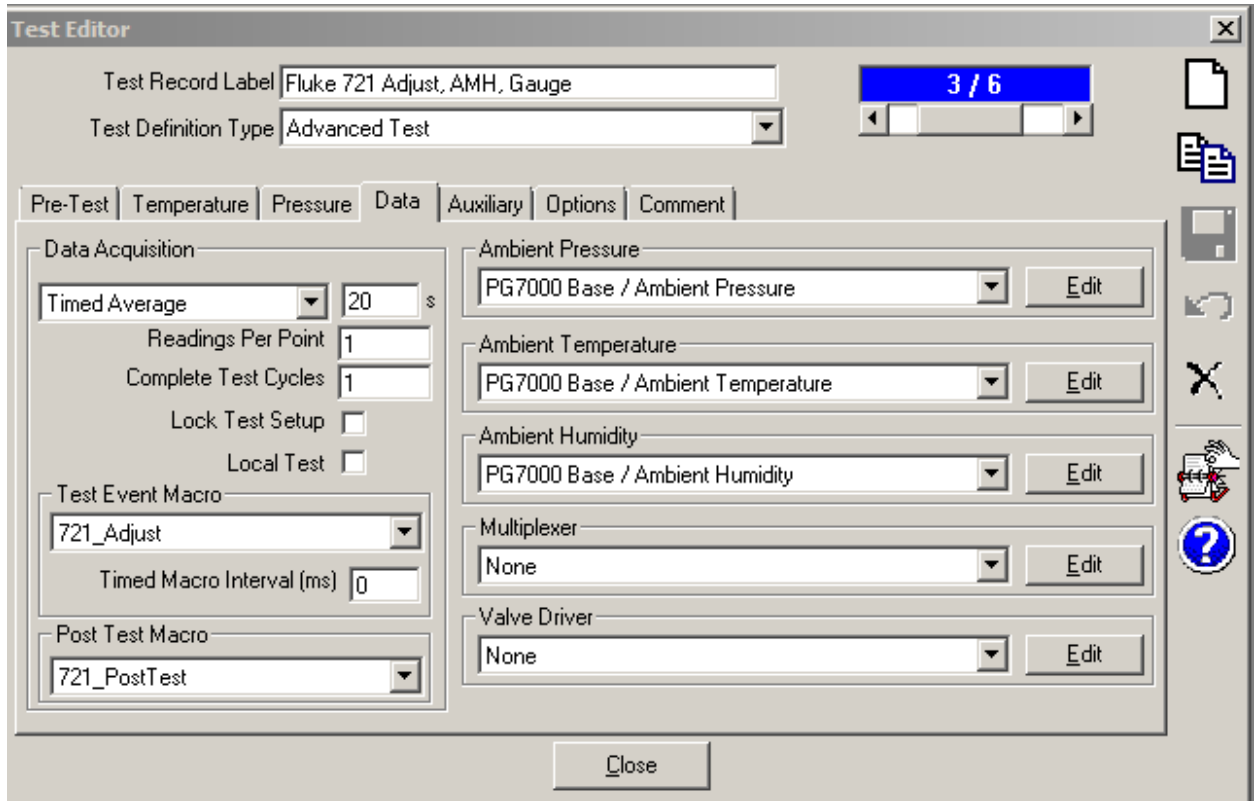 Test Editor
Test Record Label Fluke 721 Adjust, AMH, Gauge
3 / 6
Test Definition Type Advanced Test
Pre-Test Temperature Pressure Data Auxiliary Options Comment
Data Acquisition
Timed Average 20 s
Readings Per Point 1
Complete Test Cycles 1
Lock Test Setup
Local Test
Test Event Macro
721_Adjust
Timed Macro Interval (ms) 0
Post Test Macro
721_PostTest
Ambient Pressure
PG7000 Base / Ambient Pressure Edit
Ambient Temperature
PG7000 Base / Ambient Temperature Edit
Ambient Humidity
PG7000 Base / Ambient Humidity Edit
Multiplexer
None Edit
Valve Driver
None Edit
?
Close